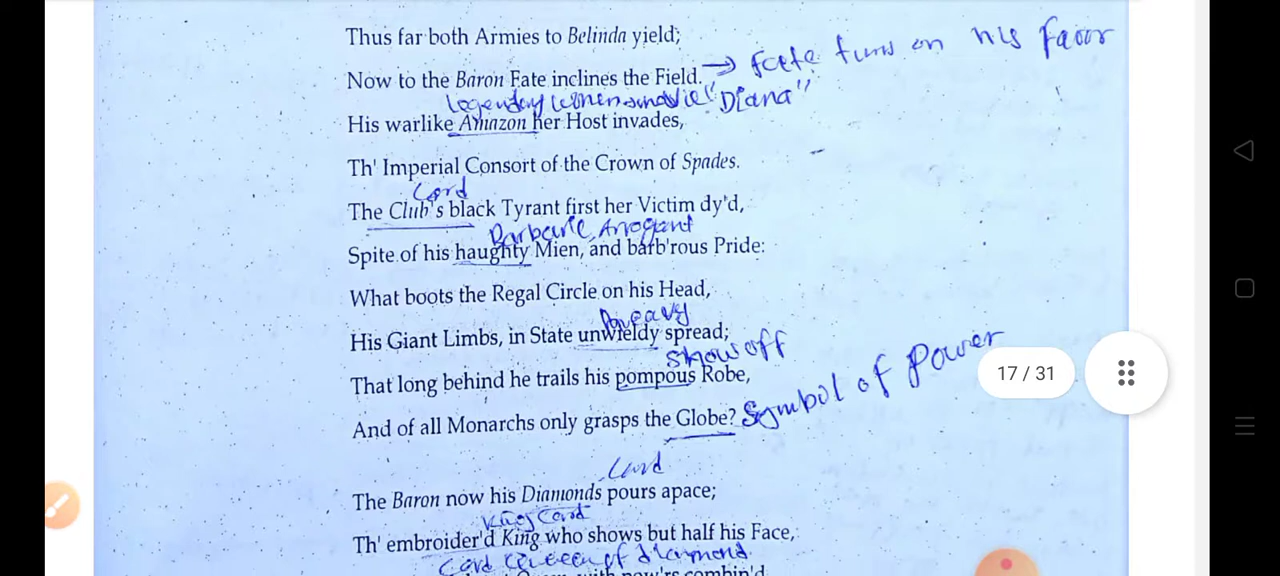 Thus far both Armies to Belinda yield;
fate turns on his favor
Now to the Baron Fate inclines the Field.
Legendary "Diana"
His warlike Amazon her Host invades,
Th' Imperial Consort of the Crown of Spades.
Card
The Club's black Tyrant first her Victim dy'd,
Arrogant
Spite of his haughty Mien, and barb'rous Pride:
What boots the Regal Circle on his Head,
heavy
His Giant Limbs, in State unwieldy spread;
Show off
That long behind he trails his pompous Robe,
17 / 31
And of all Monarchs only grasps the Globe? Symbol of Power
Card
The Baron now his Diamonds pours apace;
King Card
Th' embroider'd King who shows but half his Face,
Card Queen of diamond
with pow'rs combin'd